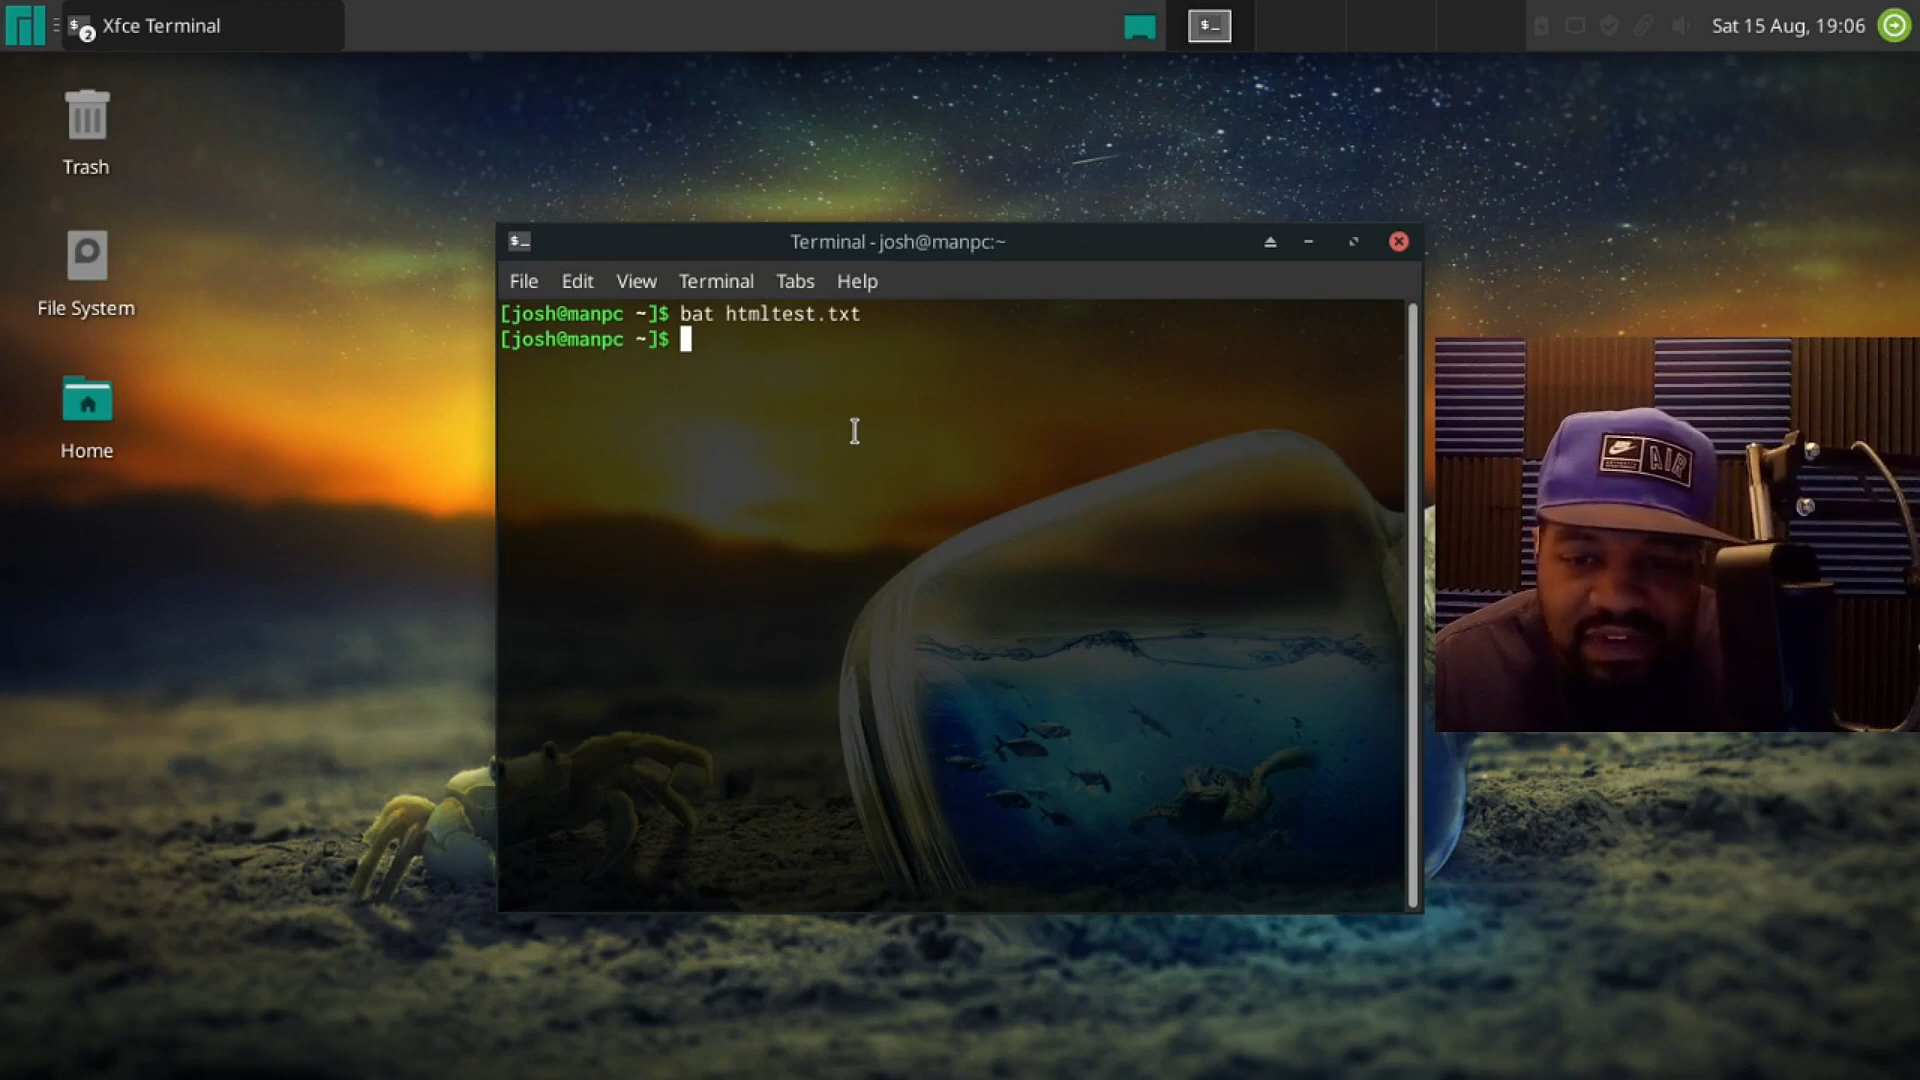 Xfce Terminal
2
Sat 15 Aug, 19:06
Trash
File System
Home
Terminal - josh@manpc:~
File Edit View Terminal Tabs Help
[josh@manpc ~]$ bat htmltest.txt
[josh@manpc ~]$
AIR